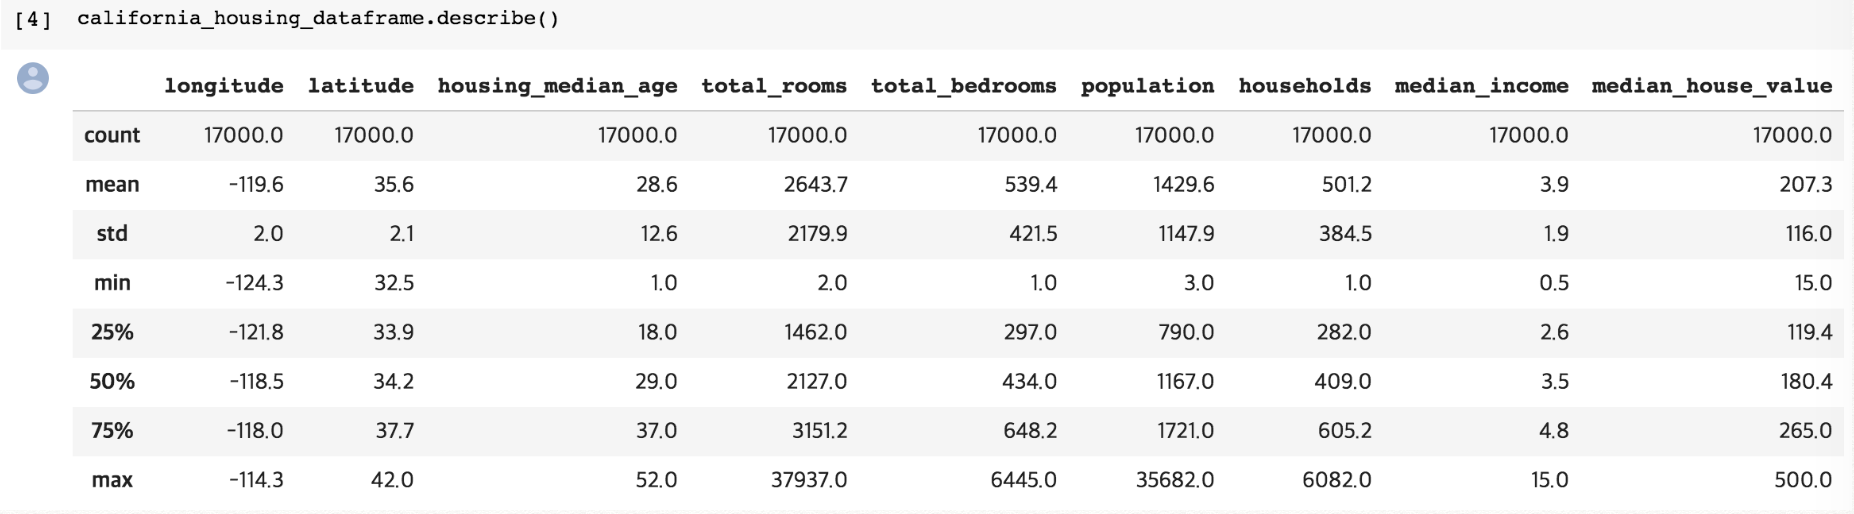 [4] california_housing_dataframe.describe()
longitude latitude housing_median_age total_rooms total_bedrooms population households median_income median_house_value
count 17000.0 17000.0 17000.0 17000.0 17000.0 17000.0 17000.0 17000.0 17000.0
mean -119.6 35.6 28.6 2643.7 539.4 1429.6 501.2 3.9 207.3
std 2.0 2.1 12.6 2179.9 421.5 1147.9 384.5 1.9 116.0
min -124.3 32.5 1.0 2.0 1.0 3.0 1.0 0.5 15.0
25% -121.8 33.9 18.0 1462.0 297.0 790.0 282.0 2.6 119.4
50% -118.5 34.2 29.0 2127.0 434.0 1167.0 409.0 3.5 180.4
75% -118.0 37.7 37.0 3151.2 648.2 1721.0 605.2 4.8 265.0
max -114.3 42.0 52.0 37937.0 6445.0 35682.0 6082.0 15.0 500.0